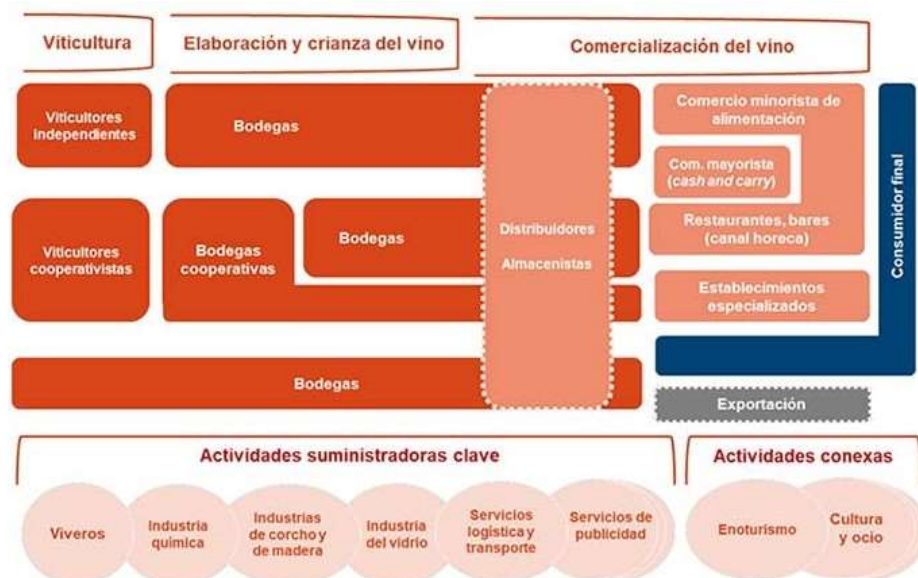 Viticultura
Elaboración y crianza del vino
Comercialización del vino
Viticultores
independientes
Bodegas
Comercio minorista de
alimentación
Com. mayorista
(cash and carry)
Viticultores
cooperativistas
Bodegas
cooperativas
Bodegas
Distribuidores
Almacenistas
Restaurantes, bares
(canal horeca)
Establecimientos
especializados
Consumidor final
Bodegas
Exportación
Actividades suministradoras clave
Actividades conexas
Viveros
Industria
química
Industrias
de corcho y
de madera
Industria
del vidrio
Servicios
logística y
transporte
Servicios de
publicidad
Enoturismo
Cultura
y ocio